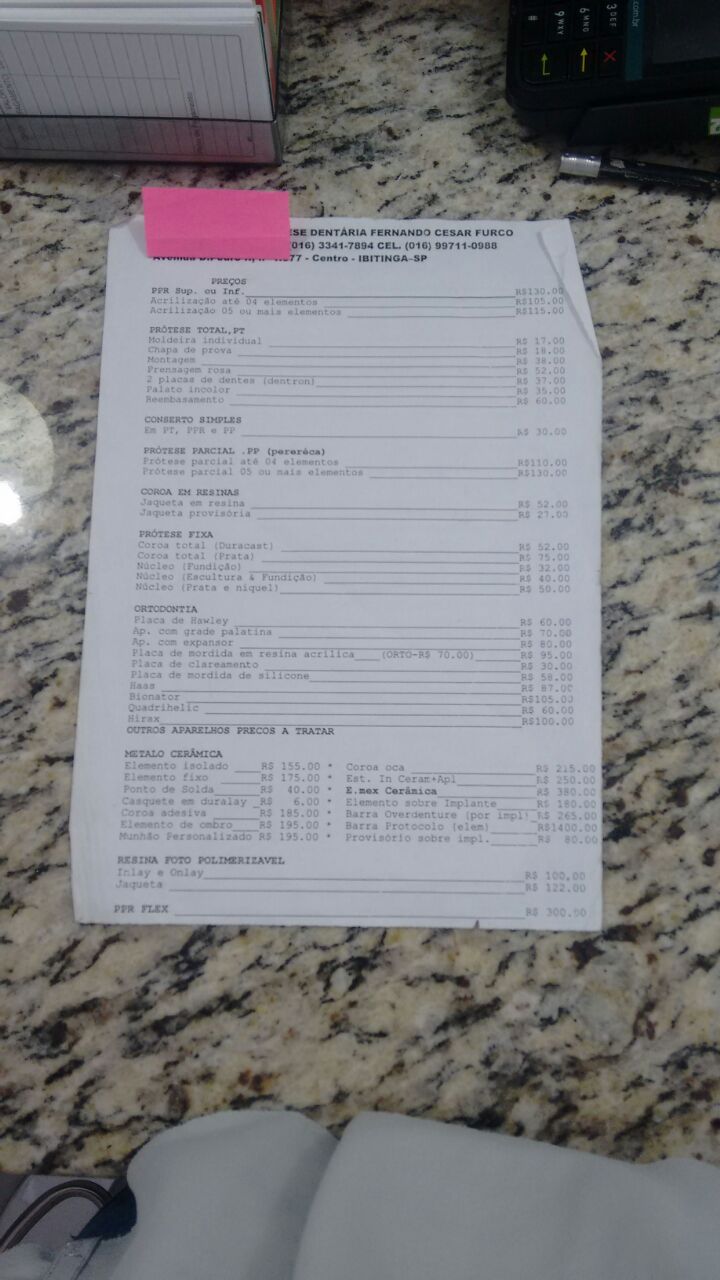 ESE DENTÁRIA FERNANDO CESAR FURCO
(016) 3341-7894 CEL. (016) 99711-0988
- Centro - IBITINGA-SP
PREÇOS
PPR Sup. ou Inf. R$130.00
Acrilização até 04 elementos R$105.00
Acrilização 05 ou mais elementos R$115.00
PRÓTESE TOTAL,PT
Moldeira individual R$ 17.00
Chapa de prova R$ 18.00
Montagem R$ 38.00
Prensagem rosa R$ 52.00
2 placas de dentes (dentron) R$ 37.00
Palato incolor R$ 35.00
Reembasamento R$ 60.00
CONSERTO SIMPLES
Em PT, PPR e PP R$ 30.00
PRÓTESE PARCIAL .PP (pereréca)
Prótese parcial até 04 elementos R$110.00
Prótese parcial 05 ou mais elementos R$130.00
COROA EM RESINAS
Jaqueta em resina R$ 52.00
Jaqueta provisória R$ 27.00
PRÓTESE FIXA
Coroa total (Duracast) R$ 52.00
Coroa total (Prata) R$ 75.00
Núcleo (Fundição) R$ 32.00
Núcleo (Escultura & Fundição) R$ 40.00
Núcleo (Prata e niquel) R$ 50.00
ORTODONTIA
Placa de Hawley R$ 60.00
Ap. com grade palatina R$ 70.00
Ap. com expansor R$ 80.00
Placa de mordida em resina acrílica (ORTO-R$ 70.00) R$ 95.00
Placa de clareamento R$ 30.00
Placa de mordida de silicone R$ 58.00
Haas R$ 87.00
Bionator R$105.00
Quadrihelic R$ 60.00
Hirax R$100.00
OUTROS APARELHOS PRECOS A TRATAR
METALO CERÂMICA
Elemento isolado R$ 155.00 * Coroa oca R$ 215.00
Elemento fixo R$ 175.00 * Est. In Ceram+Apl R$ 250.00
Ponto de Solda R$ 40.00 * E.mex Cerâmica R$ 380.00
Casquete em duralay R$ 6.00 * Elemento sobre Implante R$ 180.00
Coroa adesiva R$ 185.00 * Barra Overdenture (por impl) R$ 265.00
Elemento de ombro R$ 195.00 * Barra Protocolo (elem) R$1400.00
Munhão Personalizado R$ 195.00 * Provisório sobre impl. R$ 80.00
RESINA FOTO POLIMERIZAVEL
Inlay e Onlay R$ 100,00
Jaqueta R$ 122.00
PPR FLEX R$ 300.00